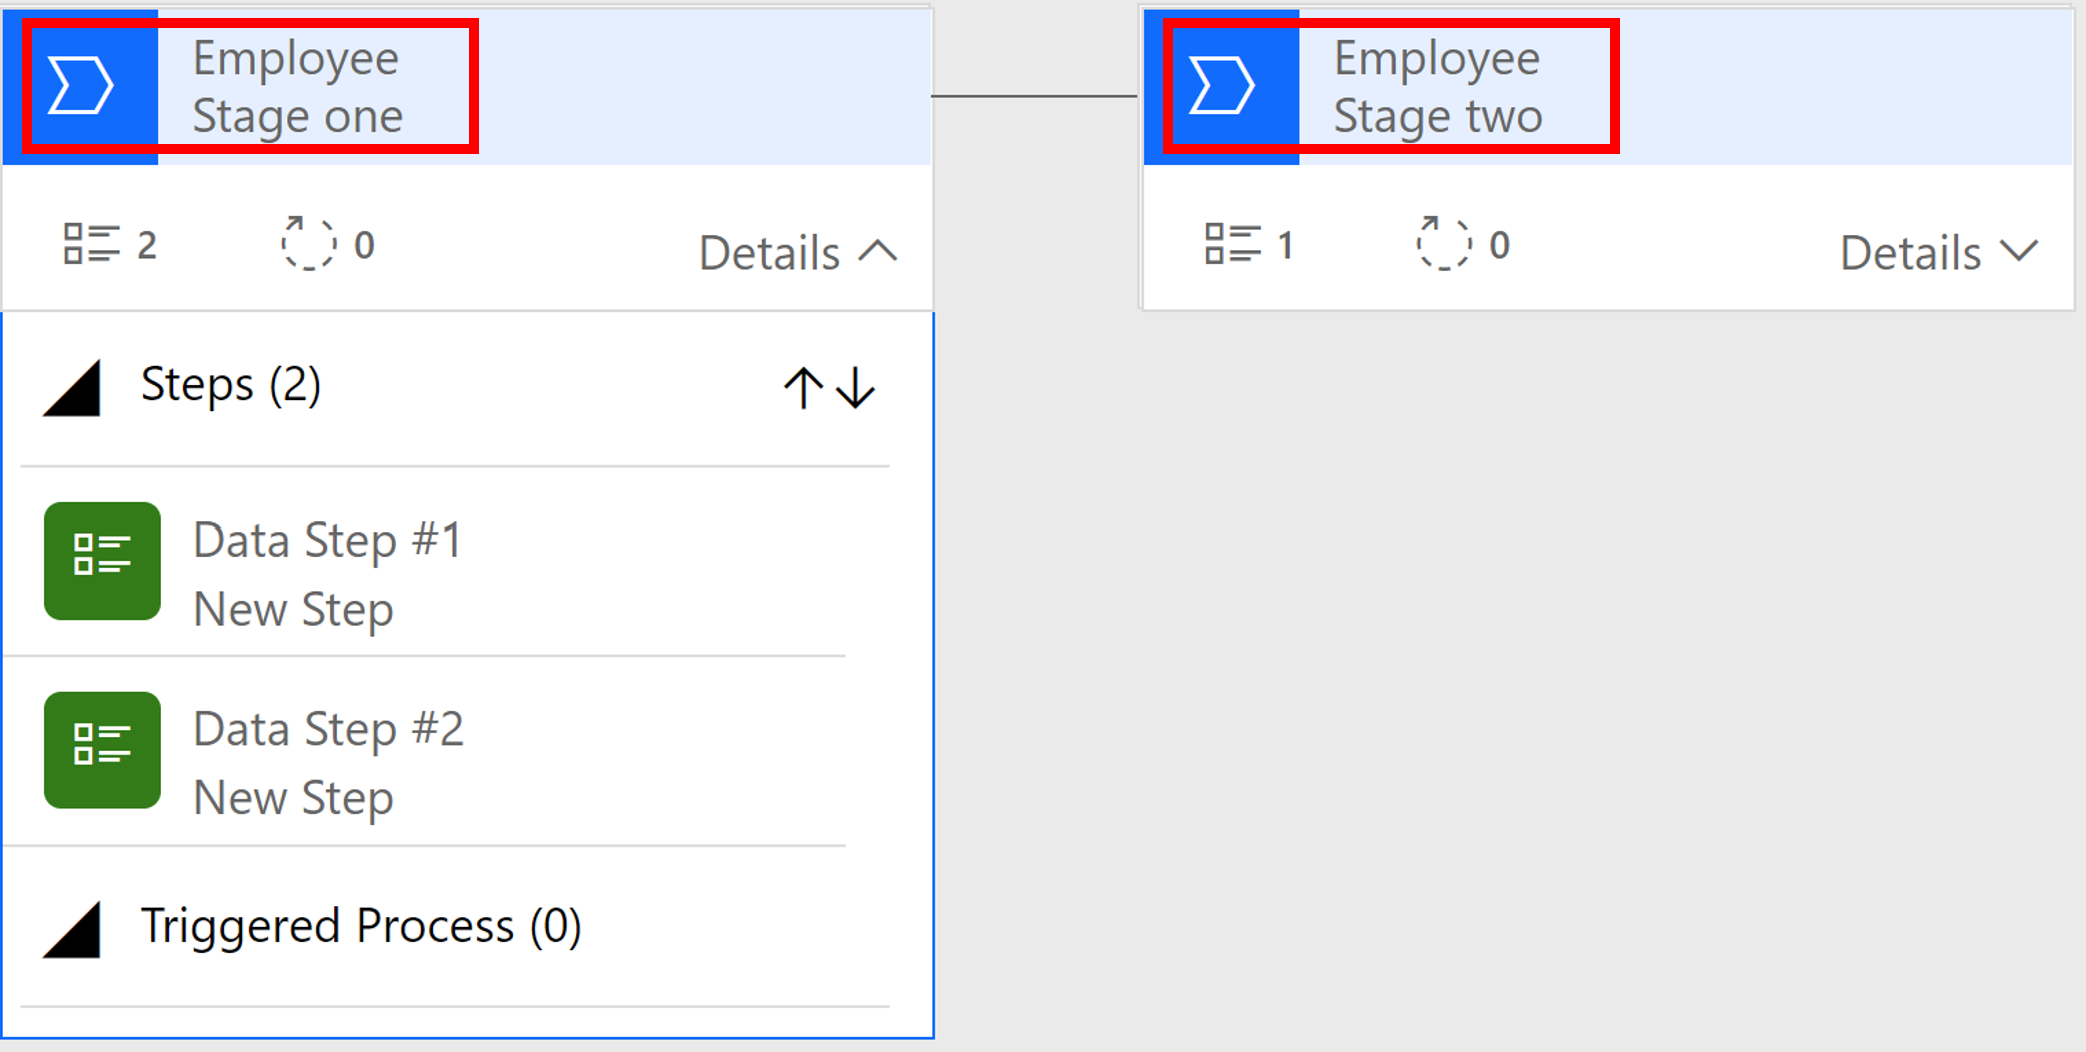 Employee
Stage one
2 0 Details
Steps (2)
Data Step #1
New Step
Data Step #2
New Step
Triggered Process (0)
Employee
Stage two
1 0 Details